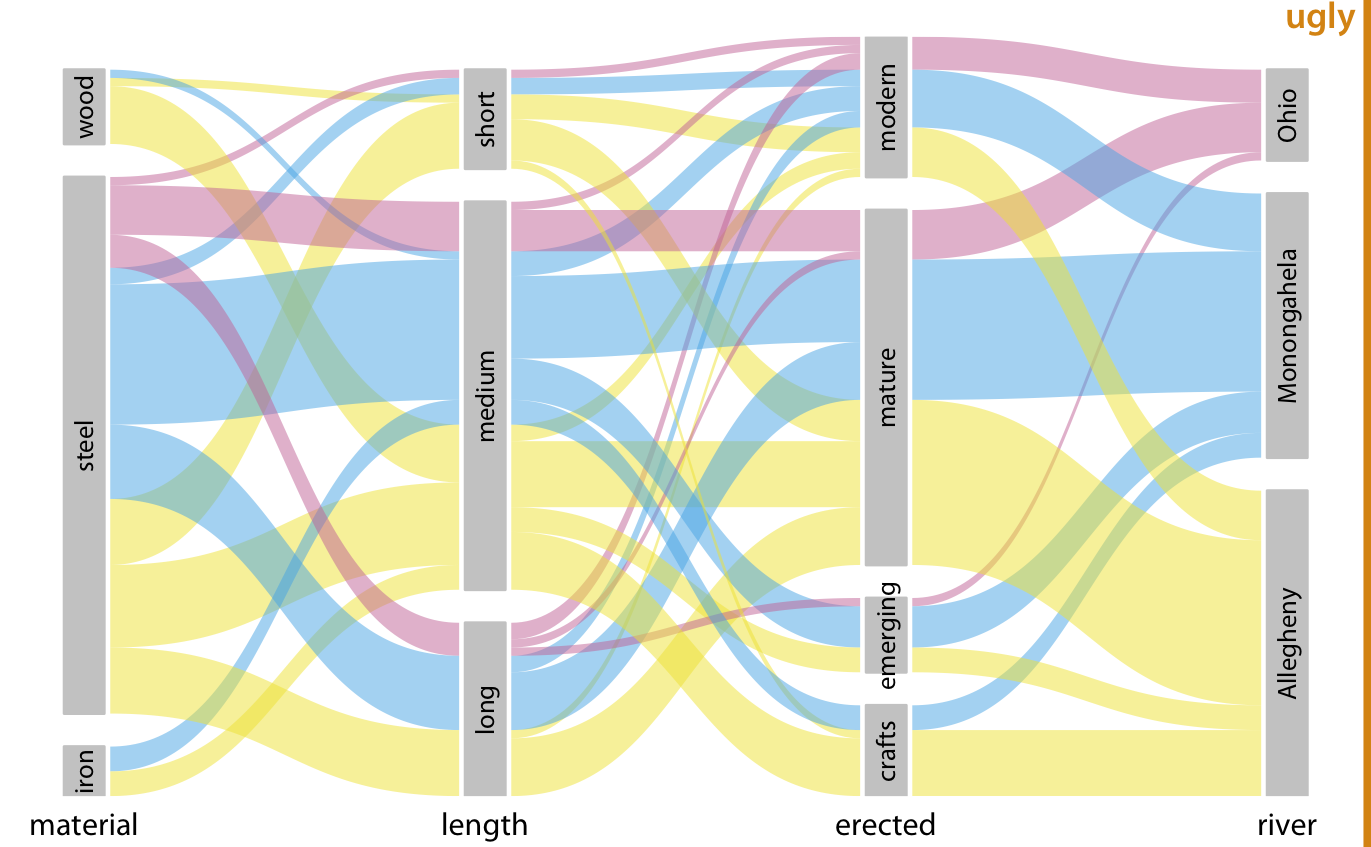 ugly
wood
steel
iron
short
medium
long
modern
mature
emerging
crafts
Ohio
Monongahela
Allegheny
material
length
erected
river